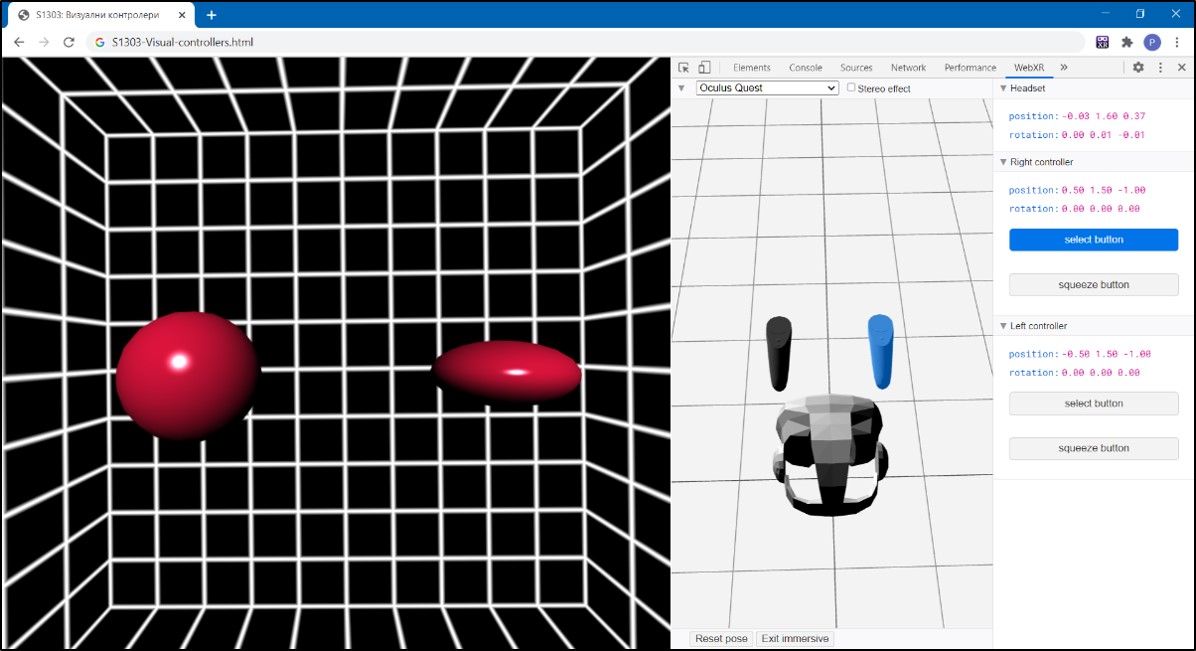 S1303: Визуални контролери
S1303-Visual-controllers.html
P
Elements Console Sources Network Performance WebXR
Oculus Quest Stereo effect
Headset
position: -0.03 1.60 0.37
rotation: 0.00 0.01 -0.01
Right controller
position: 0.50 1.50 -1.00
rotation: 0.00 0.00 0.00
select button
squeeze button
Left controller
position: -0.50 1.50 -1.00
rotation: 0.00 0.00 0.00
select button
squeeze button
Reset pose Exit immersive